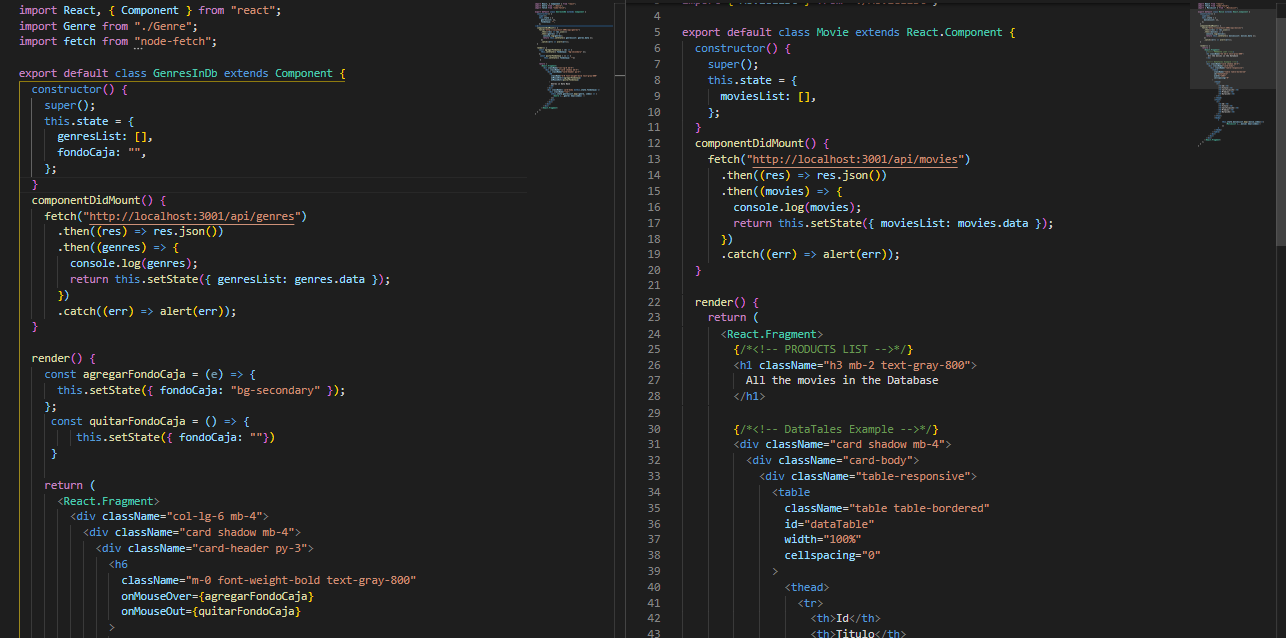 import React, { Component } from "react";
import Genre from "./Genre";
import fetch from "node-fetch";
export default class GenresInDb extends Component {
constructor() {
super();
this.state = {
genresList: [],
fondoCaja: "",
};
}
componentDidMount() {
fetch("http://localhost:3001/api/genres")
.then((res) => res.json())
.then((genres) => {
console.log(genres);
return this.setState({ genresList: genres.data });
})
.catch((err) => alert(err));
}
render() {
const agregarFondoCaja = (e) => {
this.setState({ fondoCaja: "bg-secondary" });
};
const quitarFondoCaja = () => {
this.setState({ fondoCaja: ""})
}
return (
<React.Fragment>
<div className="col-lg-6 mb-4">
<div className="card shadow mb-4">
<div className="card-header py-3">
<h6
className="m-0 font-weight-bold text-gray-800"
onMouseOver={agregarFondoCaja}
onMouseOut={quitarFondoCaja}
>
4
5 export default class Movie extends React.Component {
6 constructor() {
7 super();
8 this.state = {
9 moviesList: [],
10 };
11 }
12 componentDidMount() {
13 fetch("http://localhost:3001/api/movies")
14 .then((res) => res.json())
15 .then((movies) => {
16 console.log(movies);
17 return this.setState({ moviesList: movies.data });
18 })
19 .catch((err) => alert(err));
20 }
21
22 render() {
23 return (
24 <React.Fragment>
25 {/*<!-- PRODUCTS LIST -->*/}
26 <h1 className="h3 mb-2 text-gray-800">
27 All the movies in the Database
28 </h1>
29
30 {/*<!-- DataTales Example -->*/}
31 <div className="card shadow mb-4">
32 <div className="card-body">
33 <div className="table-responsive">
34 <table
35 className="table table-bordered"
36 id="dataTable"
37 width="100%"
38 cellspacing="0"
39 >
40 <thead>
41 <tr>
42 <th>Id</th>
43 <th>Titulo</th>